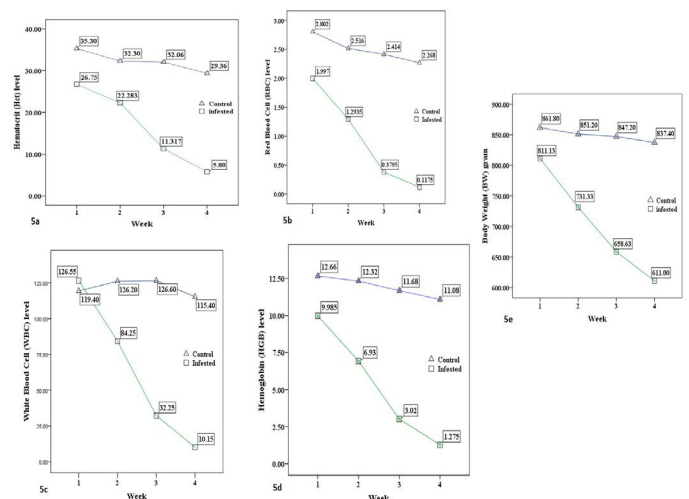 Hematocril (Hct) level
40.00
30.00
20.00
10.00
0.00
35.30
32.30
32.06
29.36
26.75
22.283
11.317
5.80
Control
infested
1 2 3 4
Week
5a
Red Blood Cell (RBC) level
3.00
2.50
2.00
1.50
1.00
0.50
0.00
2.802
2.516
2.414
2.268
1.997
1.2935
0.3795
0.1175
Control
Infested
1 2 3 4
Week
5b
Body Weight (BW) gram
900.00
850.00
800.00
750.00
700.00
650.00
600.00
861.80
851.20
847.20
837.40
811.13
731.33
658.63
611.00
Control
infested
1 2 3 4
Week
5e
White Blood Cell (WBC) level
125.00
100.00
75.00
50.00
25.00
0.00
126.55
119.40
126.20
126.60
115.40
84.25
32.25
10.15
Control
Infested
1 2 3 4
Week
5c
Hemoglobin (HGB) level
12.50
10.00
7.50
5.00
2.50
0.00
12.66
12.32
11.68
11.08
9.985
6.93
3.02
1.275
Control
Infested
1 2 3 4
Week
5d